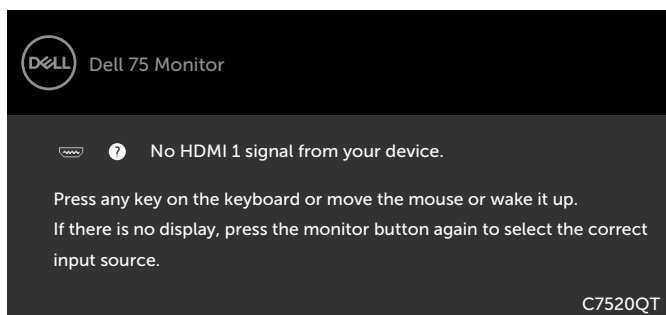 DELL
Dell 75 Monitor
? No HDMI 1 signal from your device.
Press any key on the keyboard or move the mouse or wake it up.
If there is no display, press the monitor button again to select the correct
input source.
C7520QT